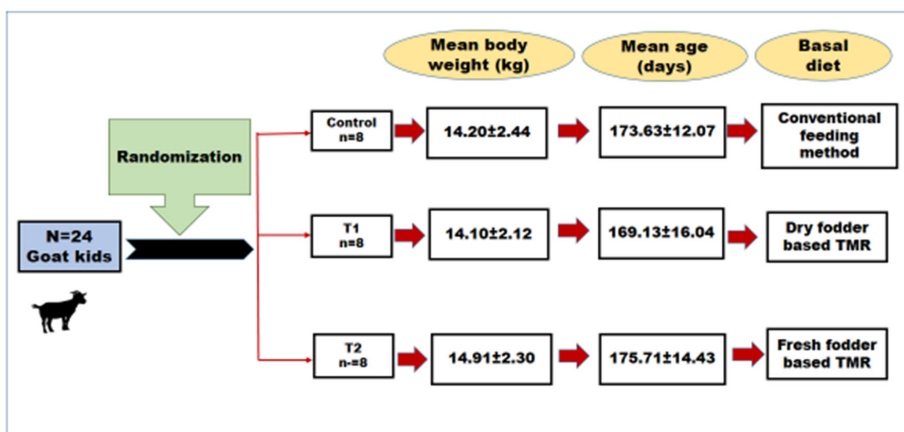 Mean body
weight (kg)
Mean age
(days)
Basal
diet
Randomization
N=24
Goat kids
Control
n=8
14.20±2.44
173.63±12.07
Conventional
feeding
method
T1
n=8
14.10±2.12
169.13±16.04
Dry fodder
based TMR
T2
n-=8
14.91±2.30
175.71±14.43
Fresh fodder
based TMR